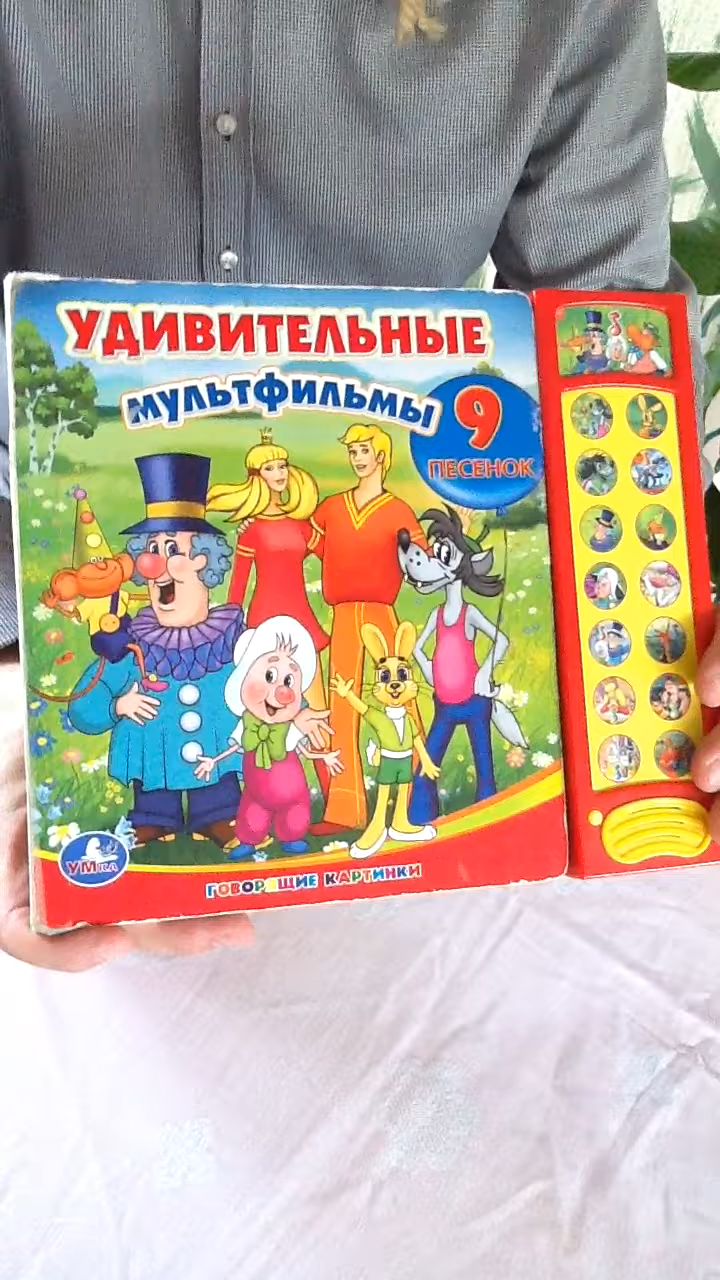 УДИВИТЕЛЬНЫЕ
МУЛЬТФИЛЬМЫ
9
ПЕСЕНОК
УМка
ГОВОРЯЩИЕ КАРТИНКИ